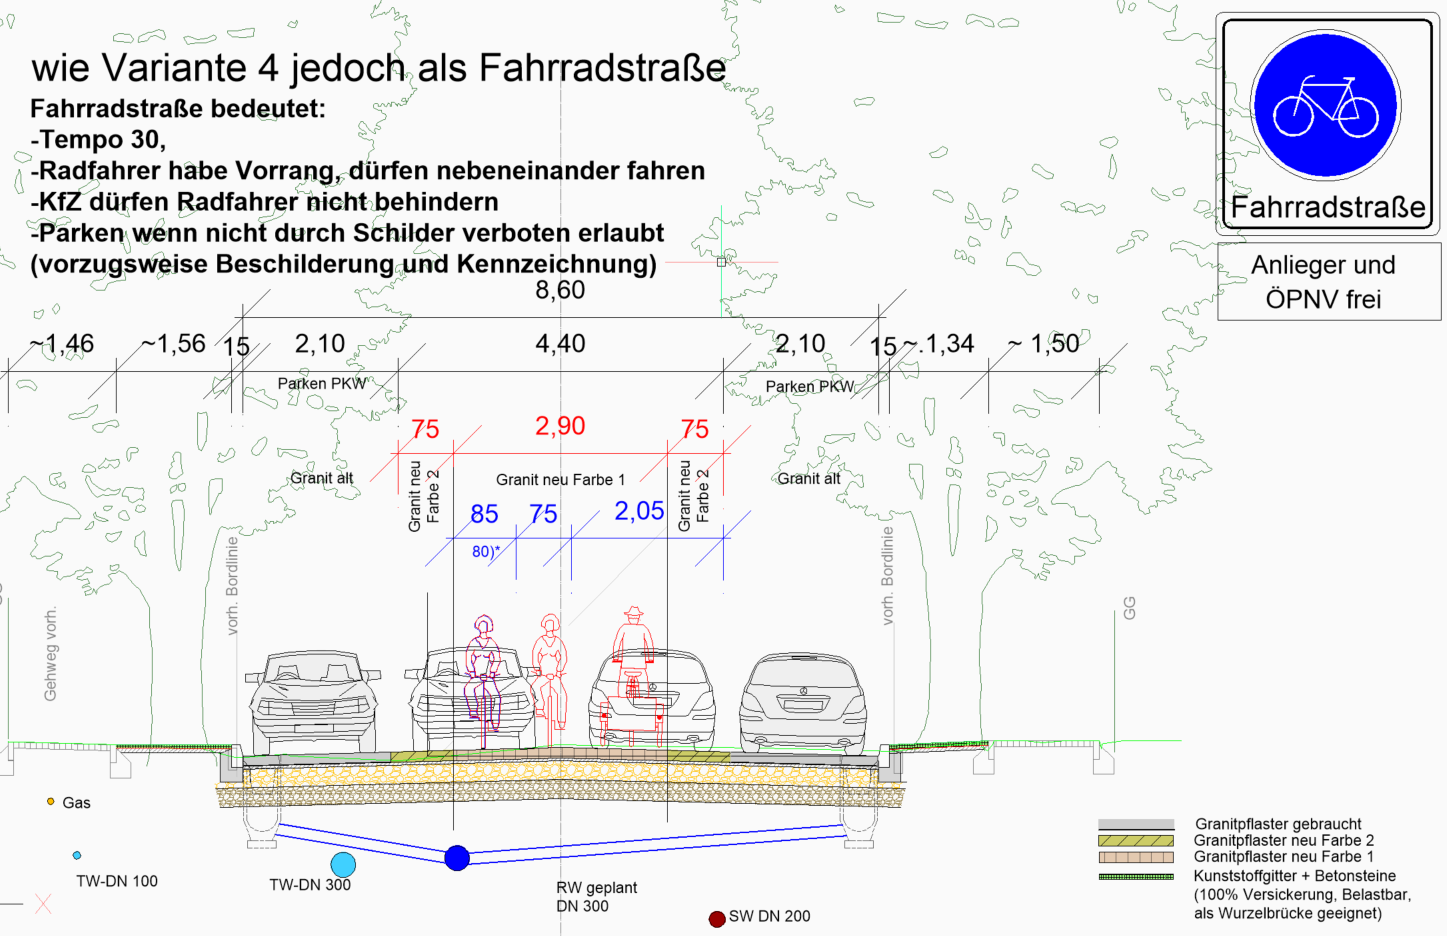 wie Variante 4 jedoch als Fahrradstraße
Fahrradstraße bedeutet:
-Tempo 30,
-Radfahrer habe Vorrang, dürfen nebeneinander fahren
-KfZ dürfen Radfahrer nicht behindern
-Parken wenn nicht durch Schilder verboten erlaubt
(vorzugsweise Beschilderung und Kennzeichnung)
Fahrradstraße
Anlieger und
ÖPNV frei
8,60
~1,46
~1,56
15
2,10
4,40
2,10
15
~.1,34
~ 1,50
Parken PKW
Parken PKW
75
2,90
75
Granit alt
Granit neu
Farbe 2
Granit neu Farbe 1
Granit neu
Farbe 2
Granit alt
85
75
2,05
80)*
Gehweg vorh.
vorh. Bordlinie
vorh. Bordlinie
GG
Gas
TW-DN 100
TW-DN 300
RW geplant
DN 300
SW DN 200
Granitpflaster gebraucht
Granitpflaster neu Farbe 2
Granitpflaster neu Farbe 1
Kunststoffgitter + Betonsteine
(100% Versickerung, Belastbar,
als Wurzelbrücke geeignet)